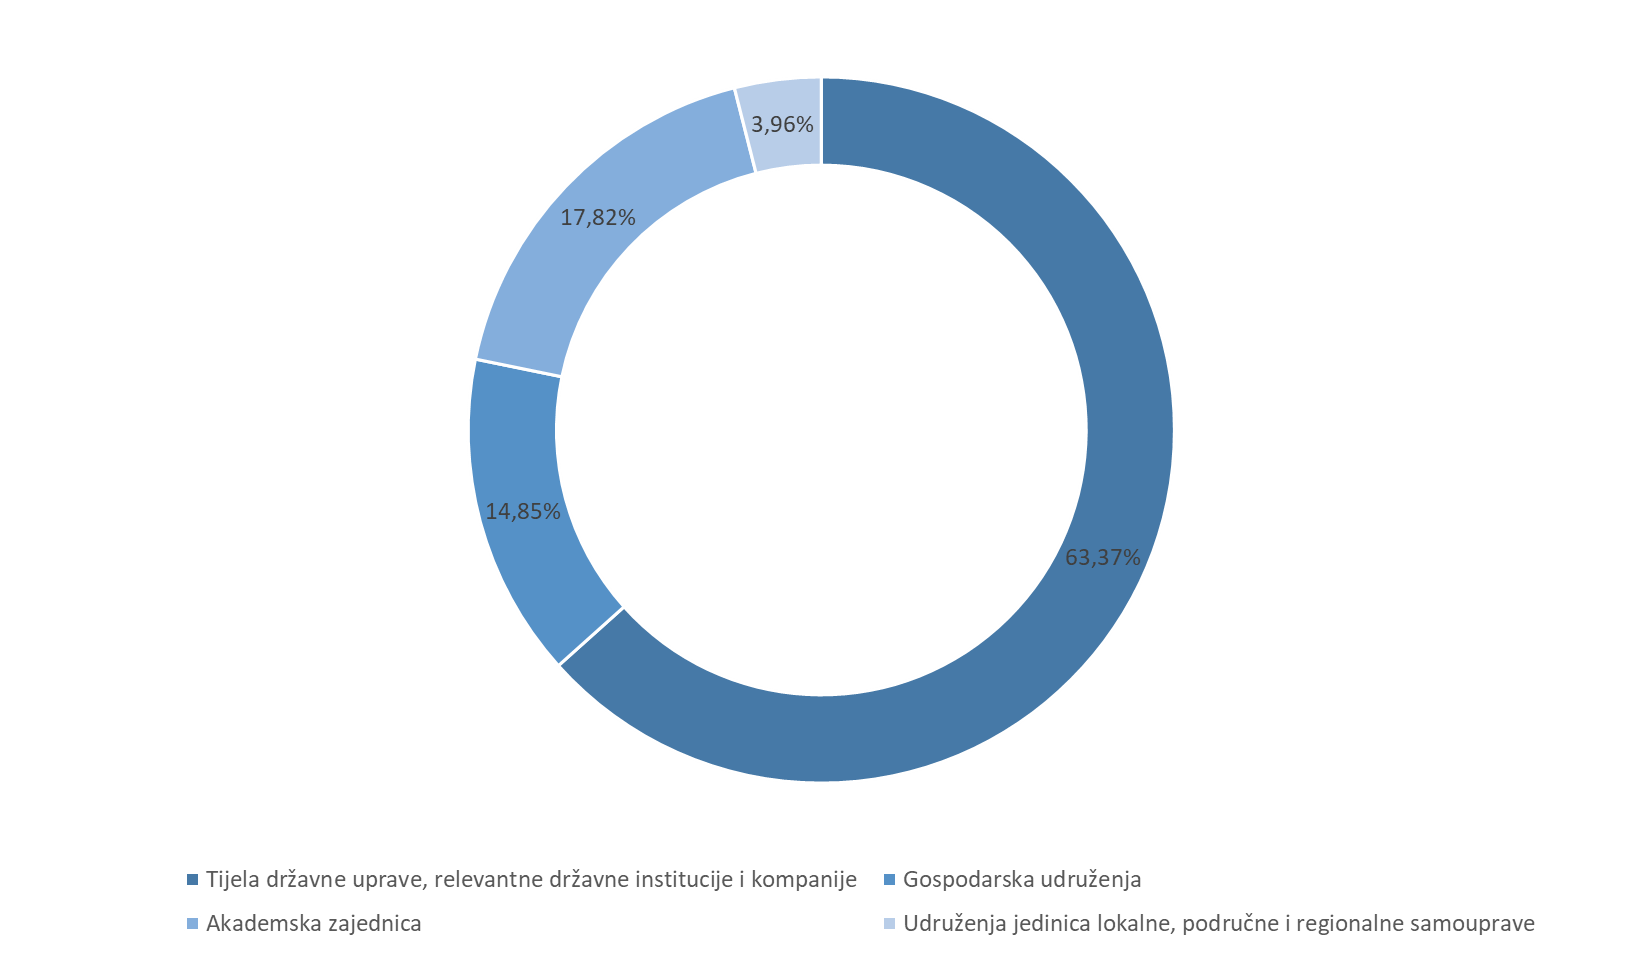 3,96%
17,82%
14,85%
63,37%
Tijela državne uprave, relevantne državne institucije i kompanije
Gospodarska udruženja
Akademska zajednica
Udruženja jedinica lokalne, područne i regionalne samouprave